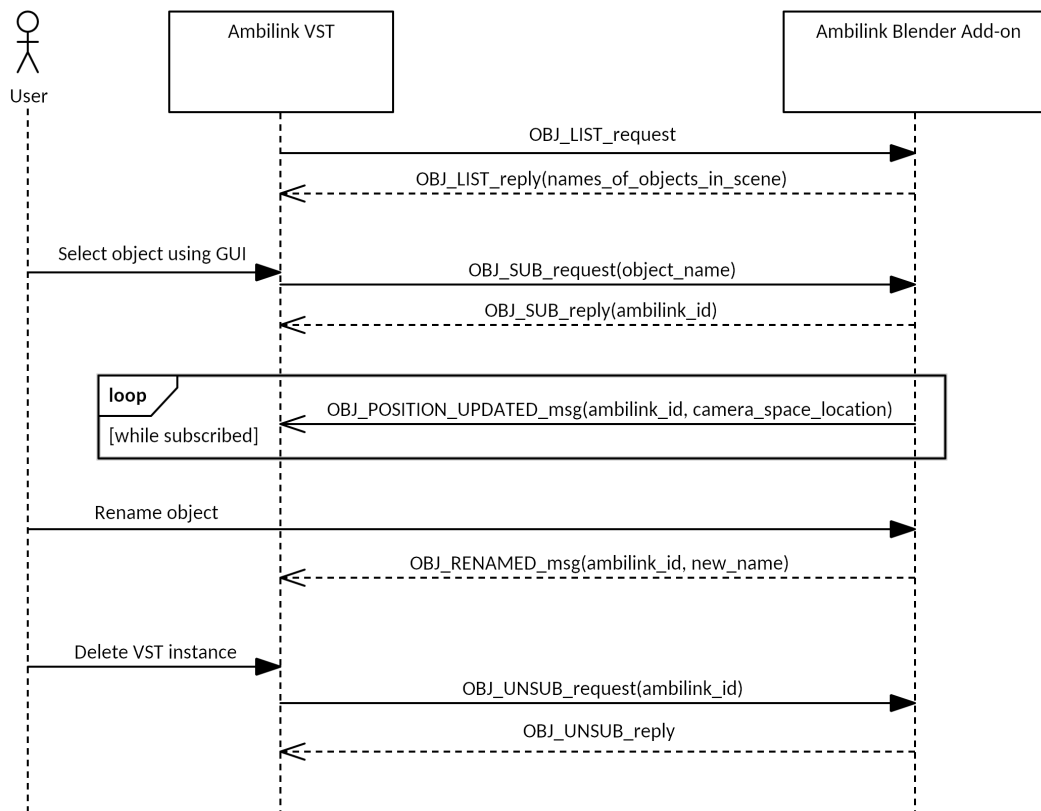 Ambilink VST
Ambilink Blender Add-on
User
OBJ_LIST_request
OBJ_LIST_reply(names_of_objects_in_scene)
Select object using GUI
OBJ_SUB_request(object_name)
OBJ_SUB_reply(ambilink_id)
loop
OBJ_POSITION_UPDATED_msg(ambilink_id, camera_space_location)
[while subscribed]
Rename object
OBJ_RENAMED_msg(ambilink_id, new_name)
Delete VST instance
OBJ_UNSUB_request(ambilink_id)
OBJ_UNSUB_reply